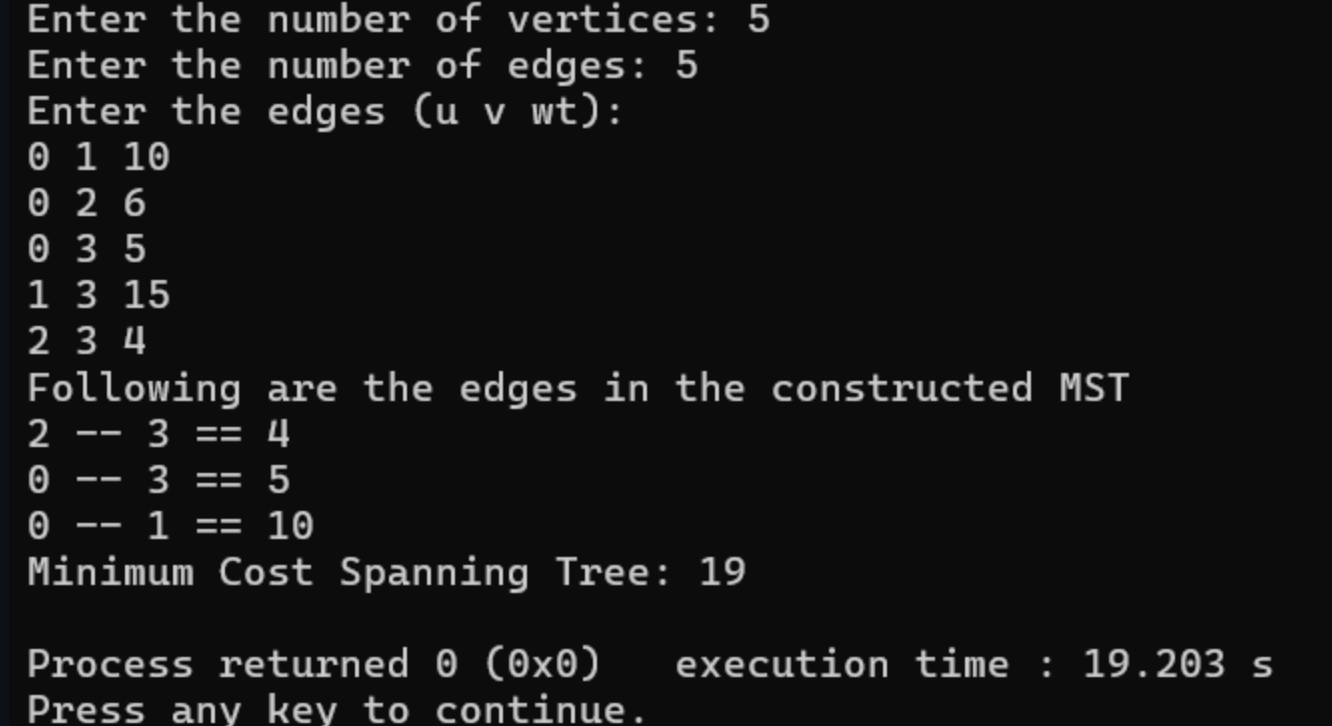 Enter the number of vertices: 5
Enter the number of edges: 5
Enter the edges (u v wt):
0 1 10
0 2 6
0 3 5
1 3 15
2 3 4
Following are the edges in the constructed MST
2 -- 3 == 4
0 -- 3 == 5
0 -- 1 == 10
Minimum Cost Spanning Tree: 19
Process returned 0 (0x0)   execution time : 19.203 s
Press any key to continue.